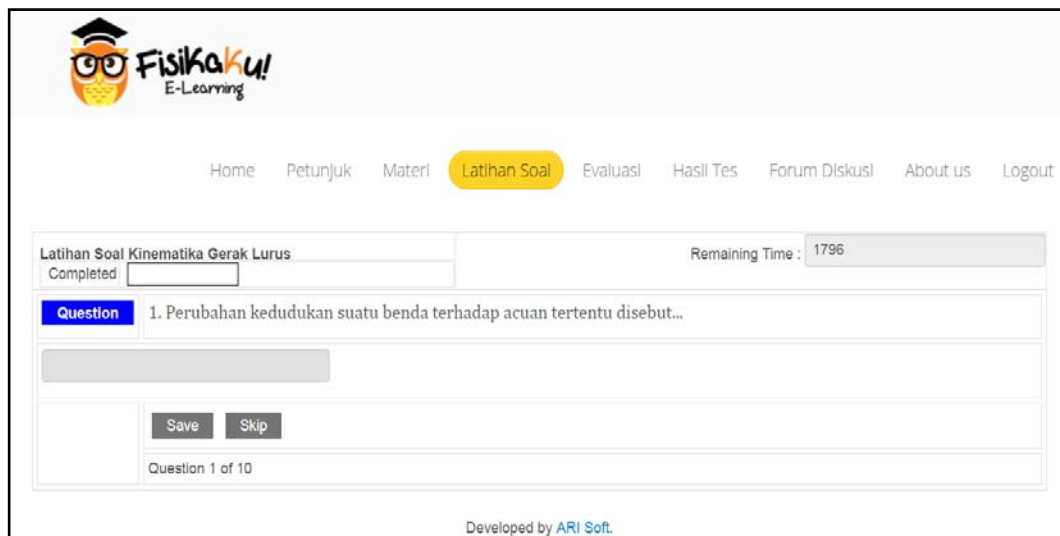 FisikaKu!
E-Learning
Home Petunjuk Materi Latihan Soal Evaluasi Hasil Tes Forum Diskusi About us Logout
Latihan Soal Kinematika Gerak Lurus
Remaining Time : 1796
Completed
Question 1. Perubahan kedudukan suatu benda terhadap acuan tertentu disebut...
Save Skip
Question 1 of 10
Developed by ARI Soft.